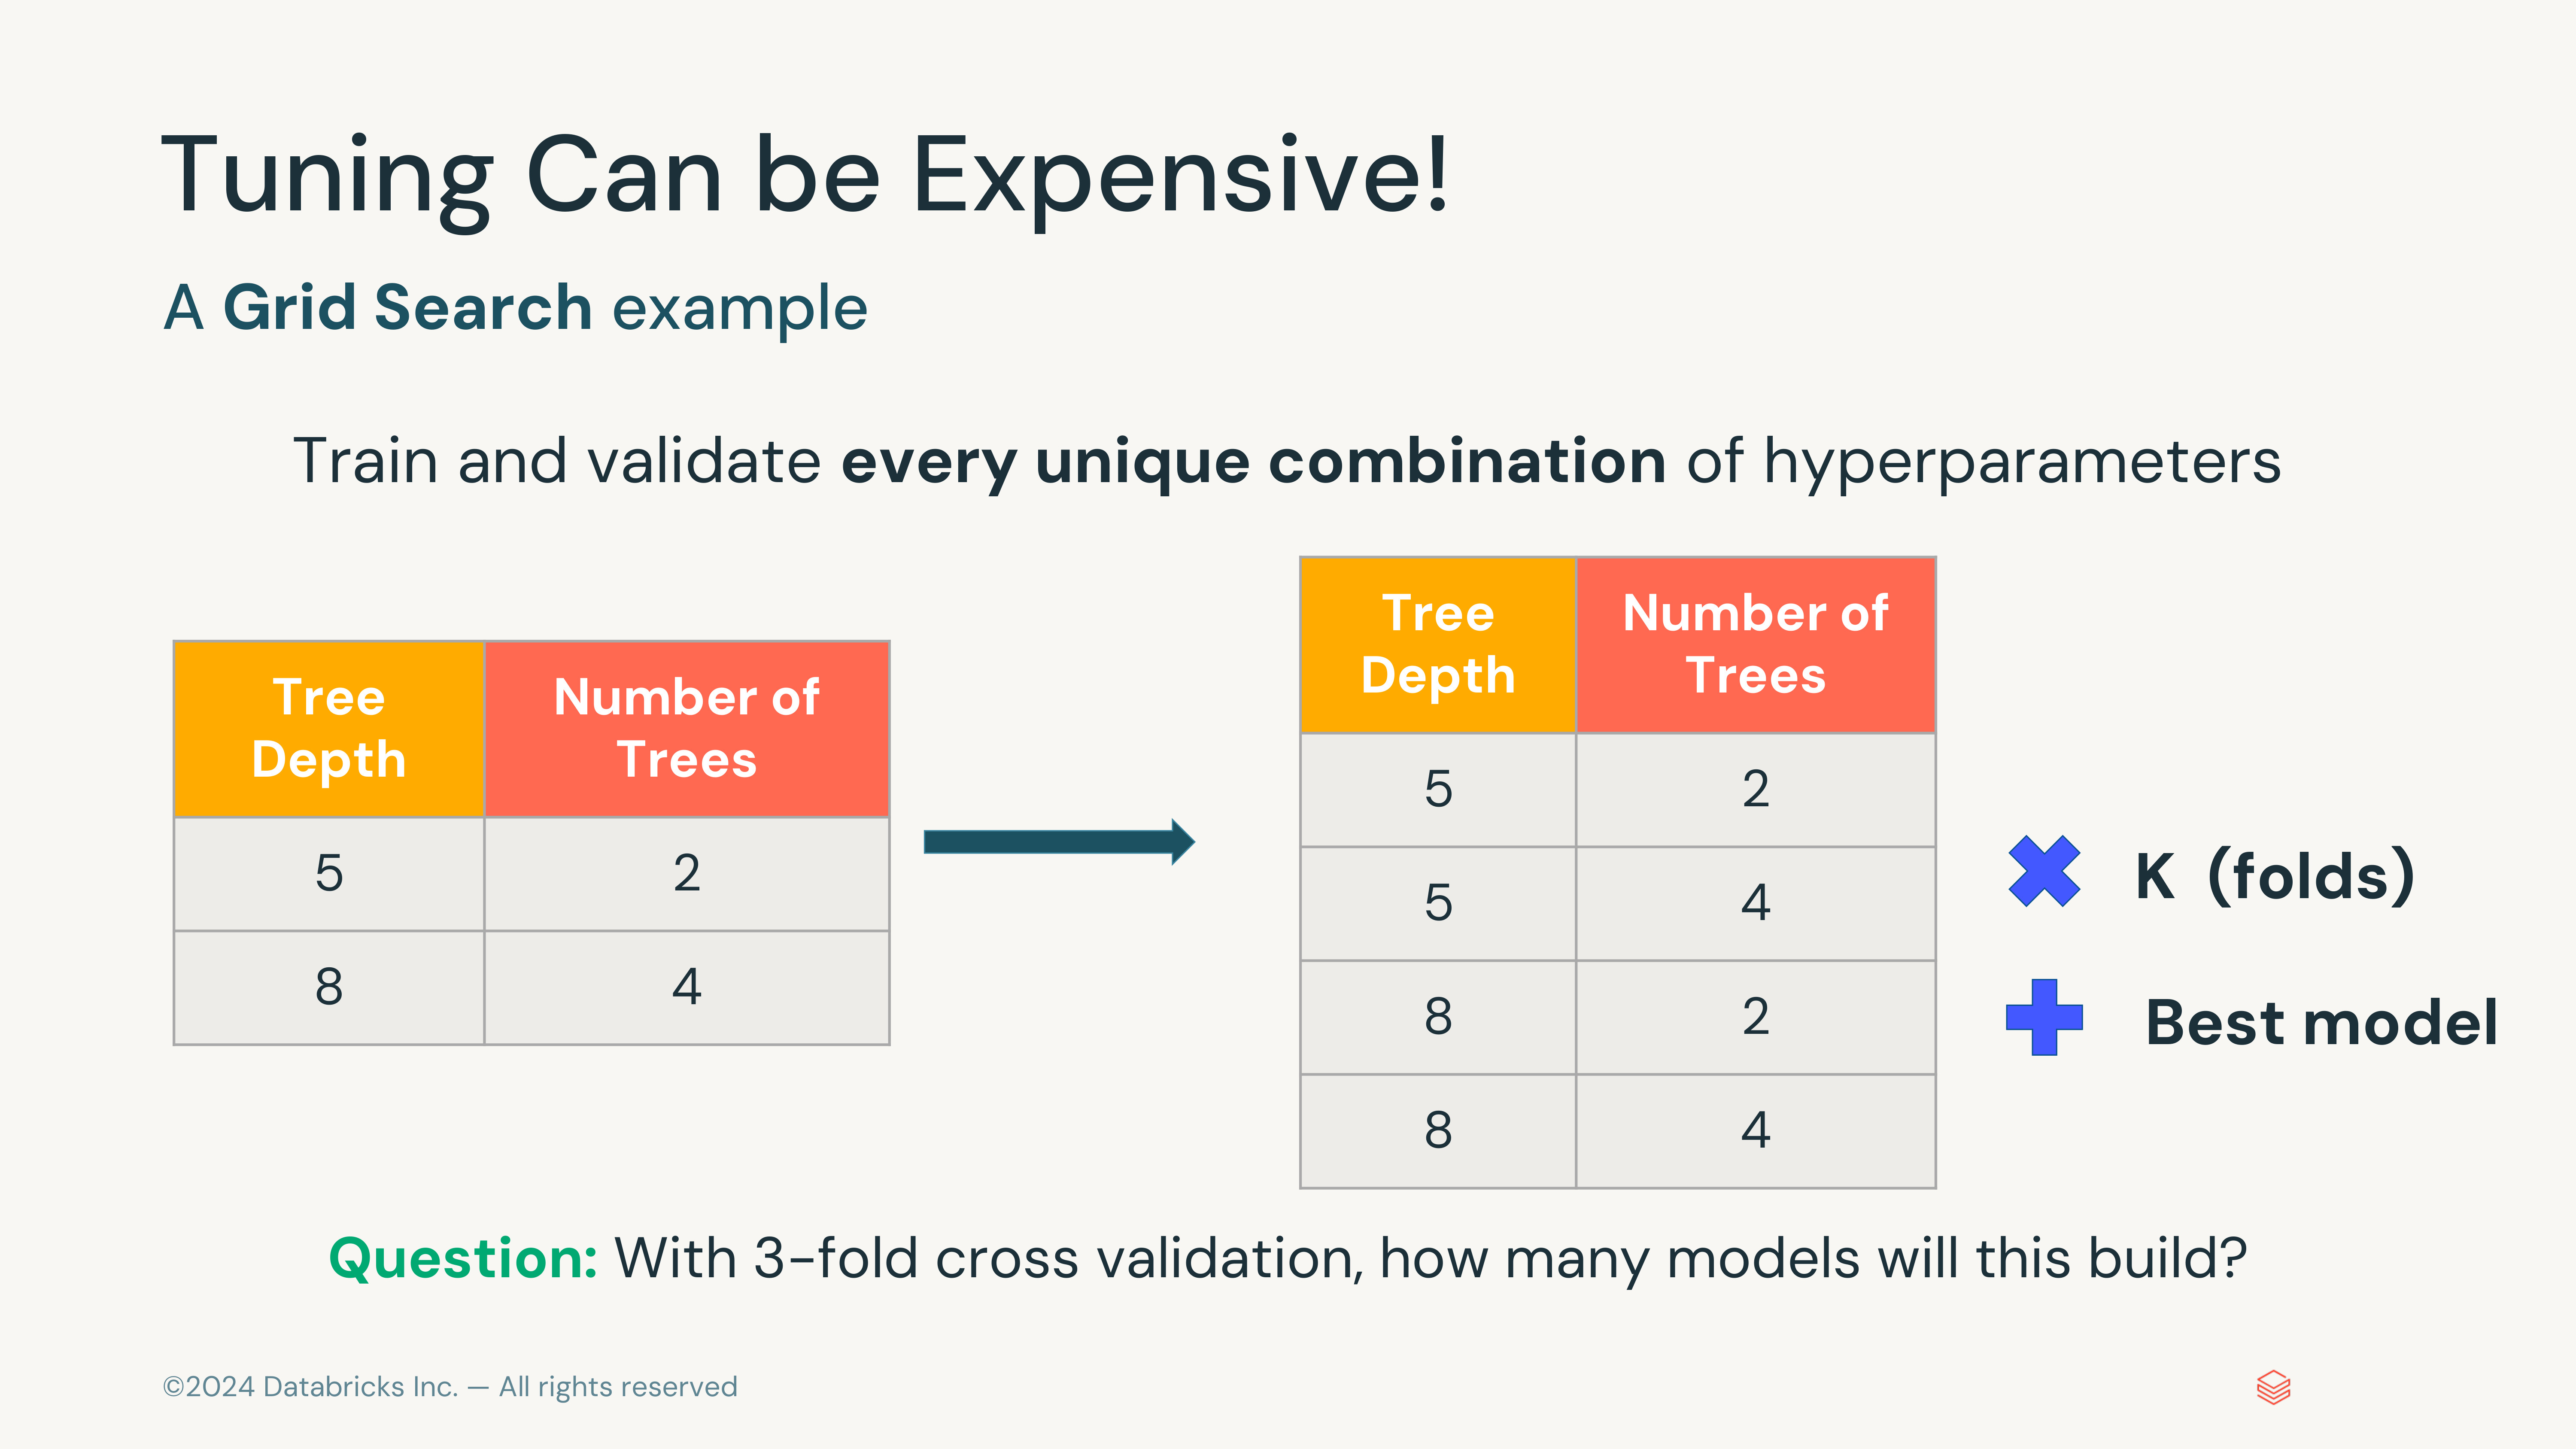 Tuning Can be Expensive!
A Grid Search example
Train and validate every unique combination of hyperparameters
Tree Depth Number of Trees
5 2
8 4
Tree Depth Number of Trees
5 2
5 4
8 2
8 4
K (folds)
Best model
Question: With 3-fold cross validation, how many models will this build?
©2024 Databricks Inc. — All rights reserved